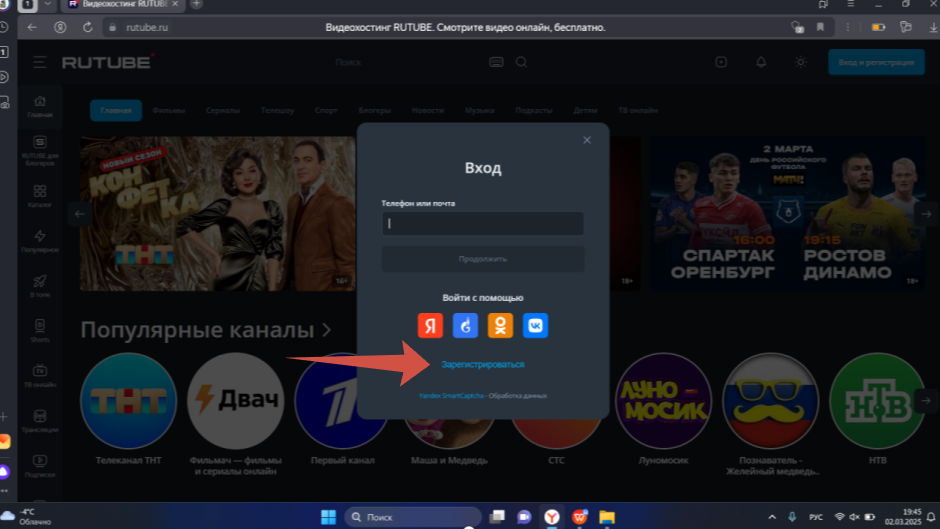 1
Видеохостинг RUTUBE
rutube.ru
Видеохостинг RUTUBE. Смотрите видео онлайн, бесплатно.
RUTUBE
Поиск
Вход и регистрация
Главная
RUTUBE для блогеров
Каталог
Популярное
В топе
Shorts
ТВ онлайн
Трансляции
Подписки
Главная Фильмы Сериалы Телешоу Спорт Блогеры Новости Музыка Подкасты Детям ТВ онлайн
НОВЫЙ СЕЗОН
КОН
ФЕТ
КА
ТНТ
16+
18+
2 МАРТА
ДЕНЬ РОССИЙСКОГО
ФУТБОЛА
МАТЧ!
16:00
СПАРТАК
ОРЕНБУРГ
19:15
РОСТОВ
ДИНАМО
18+
Вход
Телефон или почта
Продолжить
Войти с помощью
Я
Зарегистрироваться
Yandex SmartCaptcha - Обработка данных
Популярные каналы
ТНТ
Двач
1
ЛУНО
МОСИК
НТВ
Телеканал ТНТ
Фильмач — фильмы
и сериалы онлайн
Первый канал
Маша и Медведь
СТС
Луномосик
Познаватель -
Желейный медведь..
НТВ
-4°C
Облачно
Поиск
РУС
19:45
02.03.2025